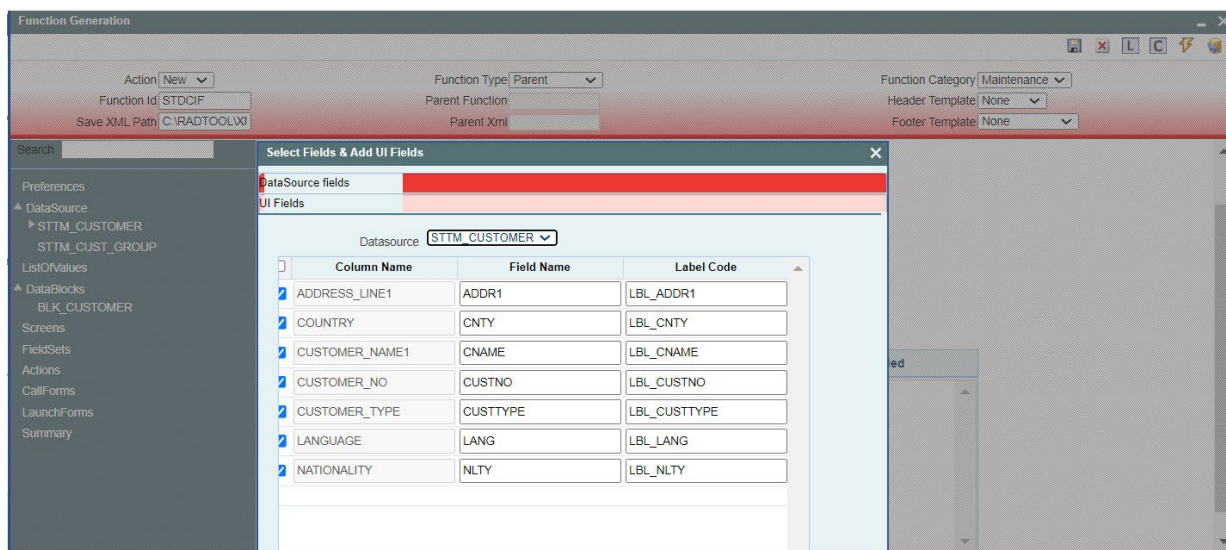 Function Generation
L C
Action New Function Type Parent Function Category Maintenance
Function Id STDCIF Parent Function Header Template None
Save XML Path C:\RADTOOL\XI Parent Xml Footer Template None
Search
Preferences
DataSource
STTM_CUSTOMER
STTM_CUST_GROUP
ListOfValues
DataBlocks
BLK_CUSTOMER
Screens
FieldSets
Actions
CallForms
LaunchForms
Summary
Select Fields & Add UI Fields
DataSource fields
UI Fields
Datasource STTM_CUSTOMER
Column Name Field Name Label Code
ADDRESS_LINE1 ADDR1 LBL_ADDR1
COUNTRY CNTY LBL_CNTY
CUSTOMER_NAME1 CNAME LBL_CNAME
CUSTOMER_NO CUSTNO LBL_CUSTNO
CUSTOMER_TYPE CUSTTYPE LBL_CUSTTYPE
LANGUAGE LANG LBL_LANG
NATIONALITY NLTY LBL_NLTY
ed